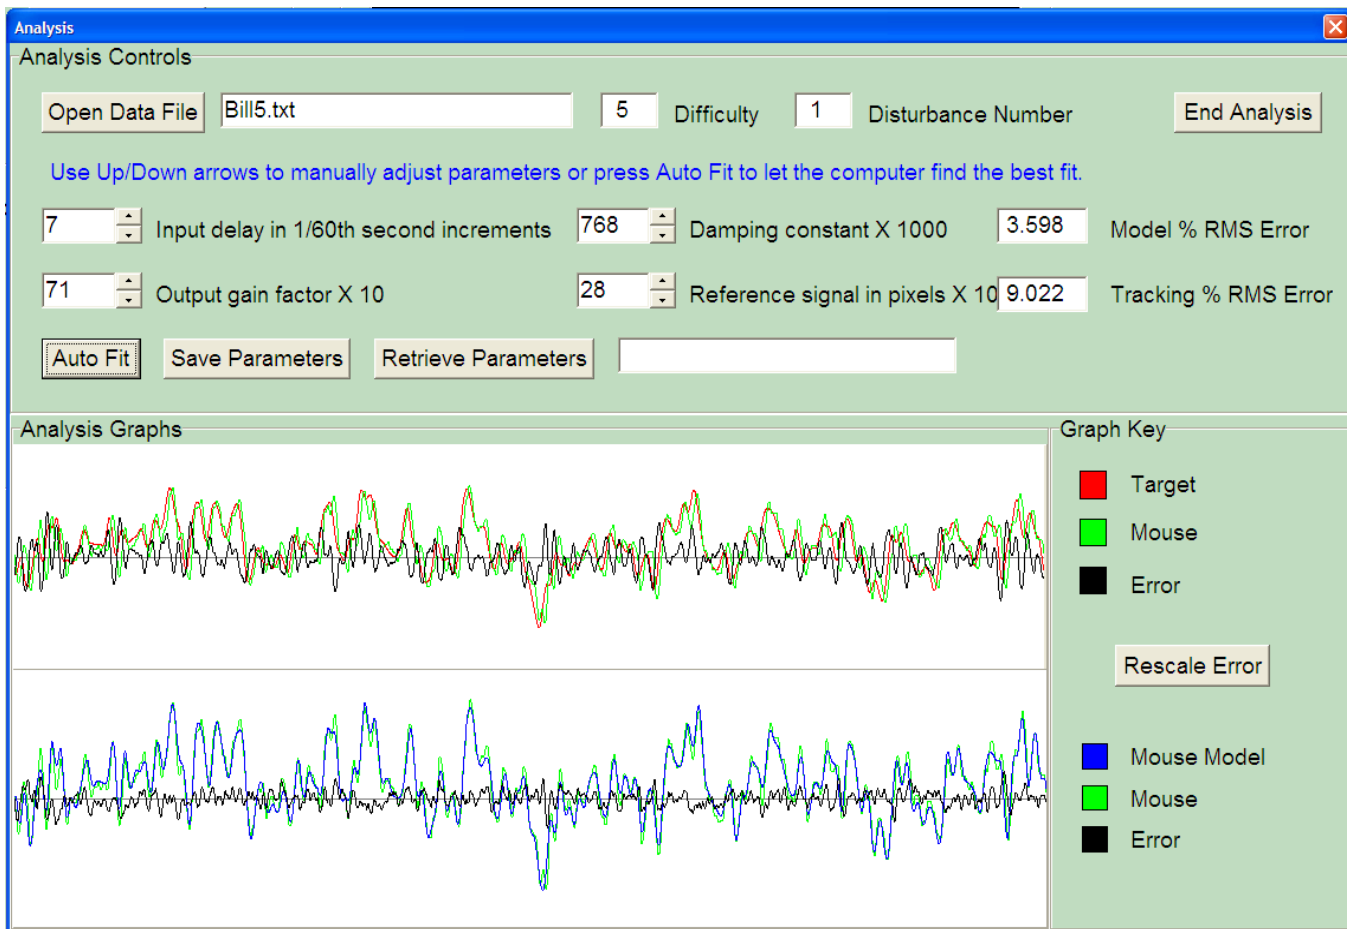 Analysis
Analysis Controls
Open Data File Bill5.txt 5 Difficulty 1 Disturbance Number End Analysis
Use Up/Down arrows to manually adjust parameters or press Auto Fit to let the computer find the best fit.
7 Input delay in 1/60th second increments 768 Damping constant X 1000 3.598 Model % RMS Error
71 Output gain factor X 10 28 Reference signal in pixels X 10 9.022 Tracking % RMS Error
Auto Fit Save Parameters Retrieve Parameters
Analysis Graphs
Graph Key
Target
Mouse
Error
Rescale Error
Mouse Model
Mouse
Error